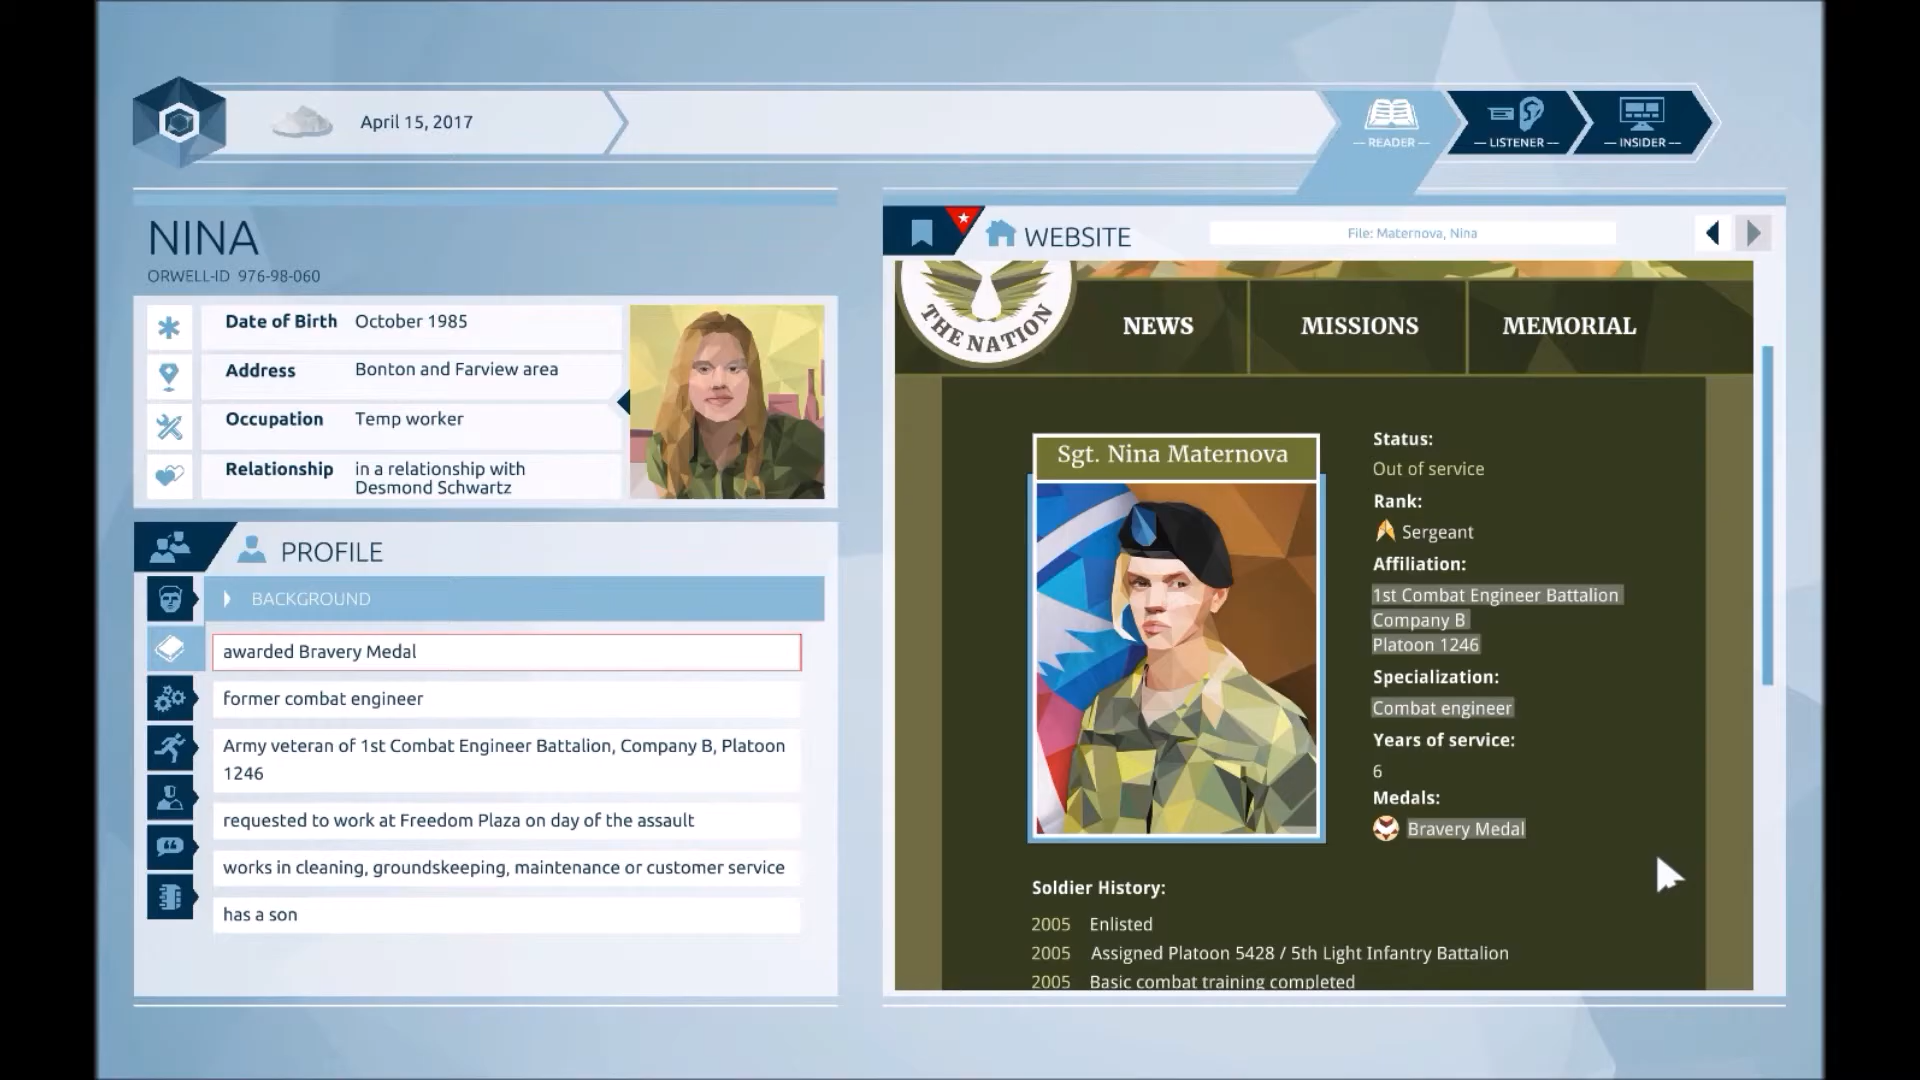 April 15, 2017
— READER —
— LISTENER —
— INSIDER —
NINA
ORWELL-ID 976-98-060
Date of Birth October 1985
Address Bonton and Farview area
Occupation Temp worker
Relationship in a relationship with
Desmond Schwartz
PROFILE
BACKGROUND
awarded Bravery Medal
former combat engineer
Army veteran of 1st Combat Engineer Battalion, Company B, Platoon
1246
requested to work at Freedom Plaza on day of the assault
works in cleaning, groundskeeping, maintenance or customer service
has a son
WEBSITE
File: Maternova, Nina
THE NATION
NEWS
MISSIONS
MEMORIAL
Sgt. Nina Maternova
Status:
Out of service
Rank:
Sergeant
Affiliation:
1st Combat Engineer Battalion
Company B
Platoon 1246
Specialization:
Combat engineer
Years of service:
6
Medals:
Bravery Medal
Soldier History:
2005 Enlisted
2005 Assigned Platoon 5428 / 5th Light Infantry Battalion
2005 Basic combat training completed